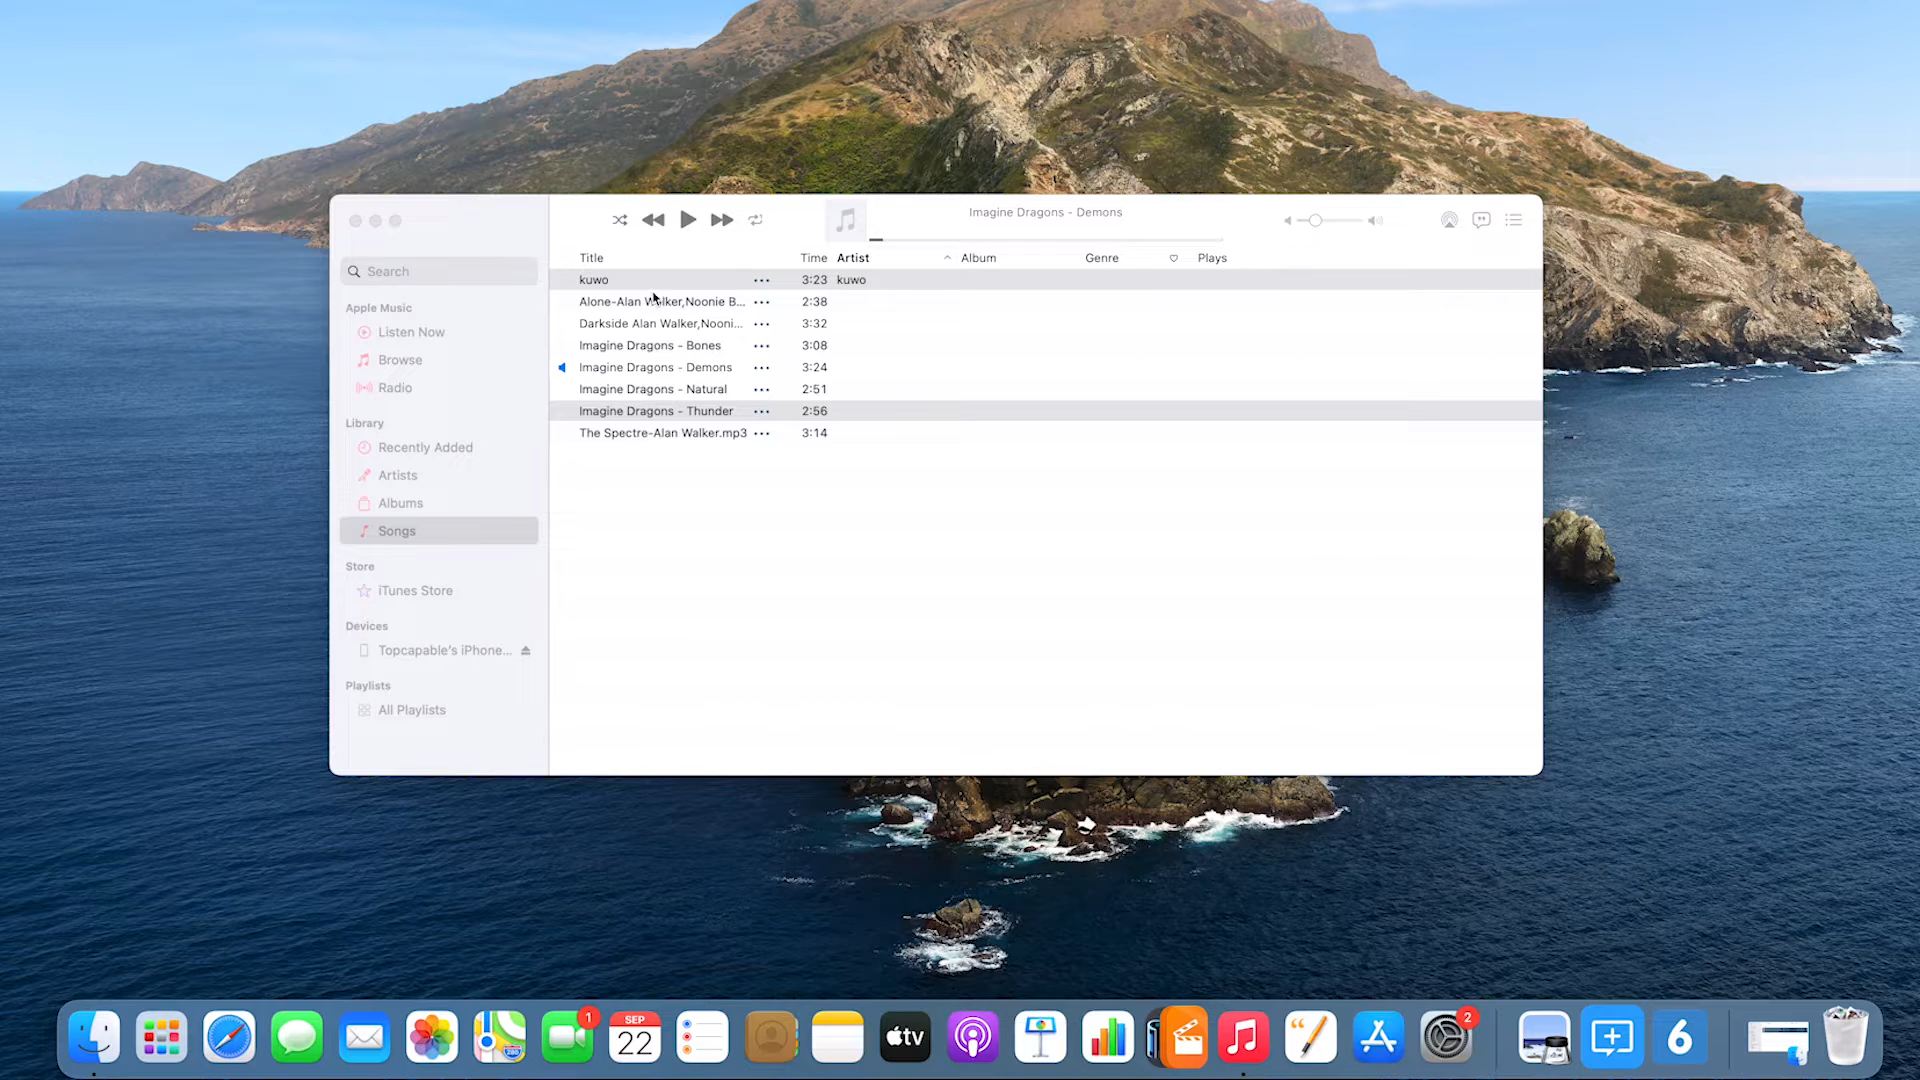 Imagine Dragons - Demons
Search
Apple Music
Listen Now
Browse
Radio
Library
Recently Added
Artists
Albums
Songs
Store
iTunes Store
Devices
Topcapable's iPhone...
Playlists
All Playlists
Title Time Artist Album Genre Plays
kuwo ••• 3:23 kuwo
Alone-Alan Walker,Noonie B... ••• 2:38
Darkside Alan Walker,Nooni... ••• 3:32
Imagine Dragons - Bones ••• 3:08
Imagine Dragons - Demons ••• 3:24
Imagine Dragons - Natural ••• 2:51
Imagine Dragons - Thunder ••• 2:56
The Spectre-Alan Walker.mp3 ••• 3:14
280
1
SEP
22
tv
2
6